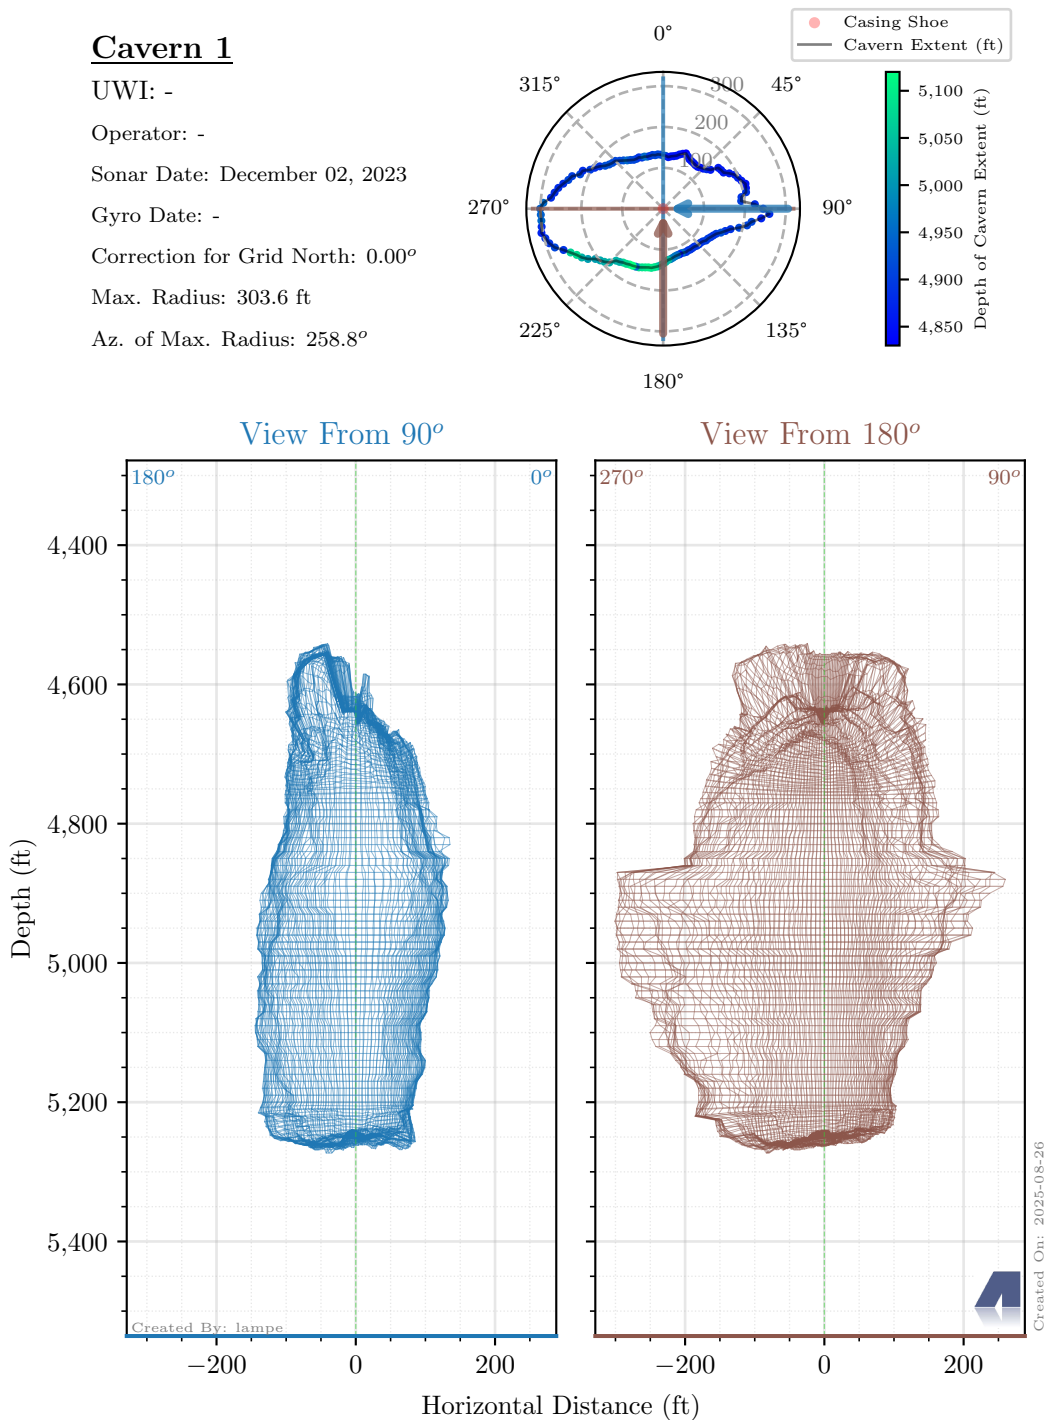 Cavern 1
UWI: -
Operator: -
Sonar Date: December 02, 2023
Gyro Date: -
Correction for Grid North: 0.00°
Max. Radius: 303.6 ft
Az. of Max. Radius: 258.8°
0°
45°
90°
135°
180°
225°
270°
315°
100
200
300
Casing Shoe
Cavern Extent (ft)
5,100
5,050
5,000
4,950
4,900
4,850
Depth of Cavern Extent (ft)
View From 90°
180°
0°
View From 180°
270°
90°
4,400
4,600
4,800
5,000
5,200
5,400
Depth (ft)
Created By: lampe
−200
0
200
−200
0
200
Horizontal Distance (ft)
Created On: 2025-08-26